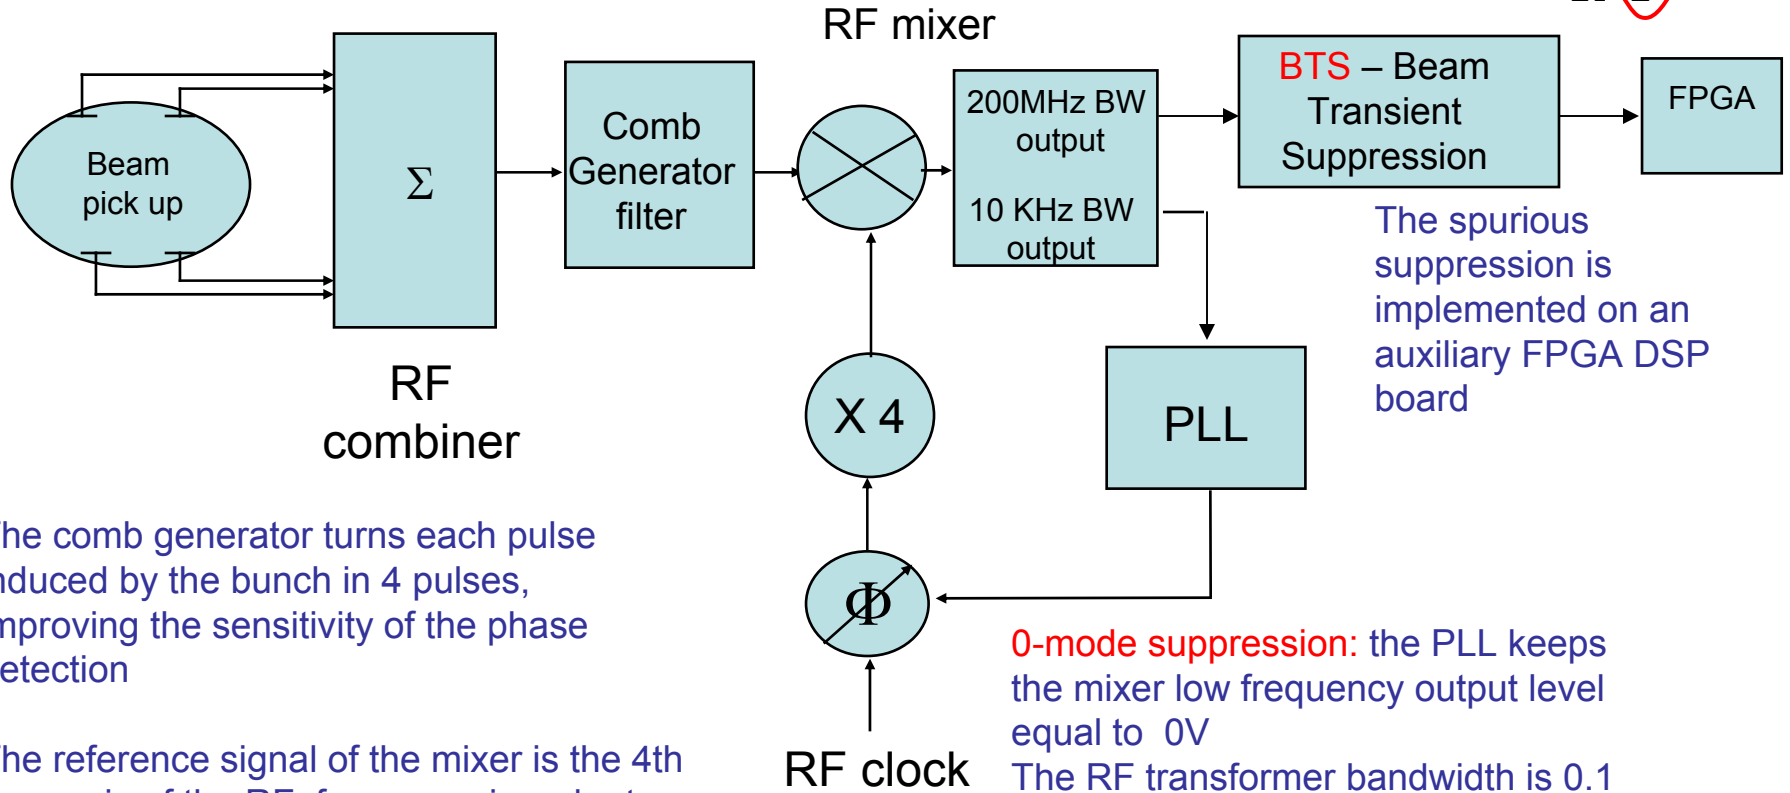 RF mixer
Beam
pick up
Σ
RF
combiner
Comb
Generator
filter
200MHz BW
output
10 KHz BW
output
BTS – Beam
Transient
Suppression
FPGA
The spurious
suppression is
implemented on an
auxiliary FPGA DSP
board
X 4
PLL
Φ
RF clock
he comb generator turns each pulse
nduced by the bunch in 4 pulses,
mproving the sensitivity of the phase
etection
he reference signal of the mixer is the 4th
0-mode suppression: the PLL keeps
the mixer low frequency output level
equal to 0V
The RF transformer bandwidth is 0.1